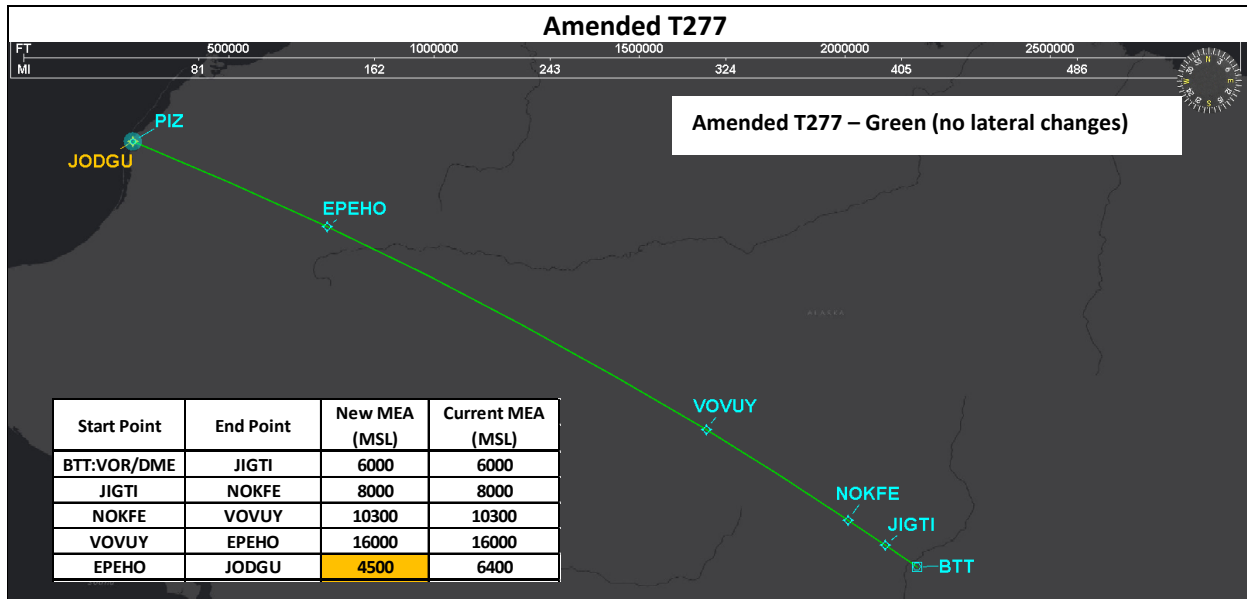 Amended T277
FT 500000 1000000 1500000 2000000 2500000
MI 81 162 243 324 405 486
N
E
S
W
Amended T277 – Green (no lateral changes)
PIZ
JODGU
EPEHO
ALASKA
VOVUY
NOKFE
JIGTI
BTT
Start Point End Point New MEA (MSL) Current MEA (MSL)
BTT:VOR/DME JIGTI 6000 6000
JIGTI NOKFE 8000 8000
NOKFE VOVUY 10300 10300
VOVUY EPEHO 16000 16000
EPEHO JODGU 4500 6400